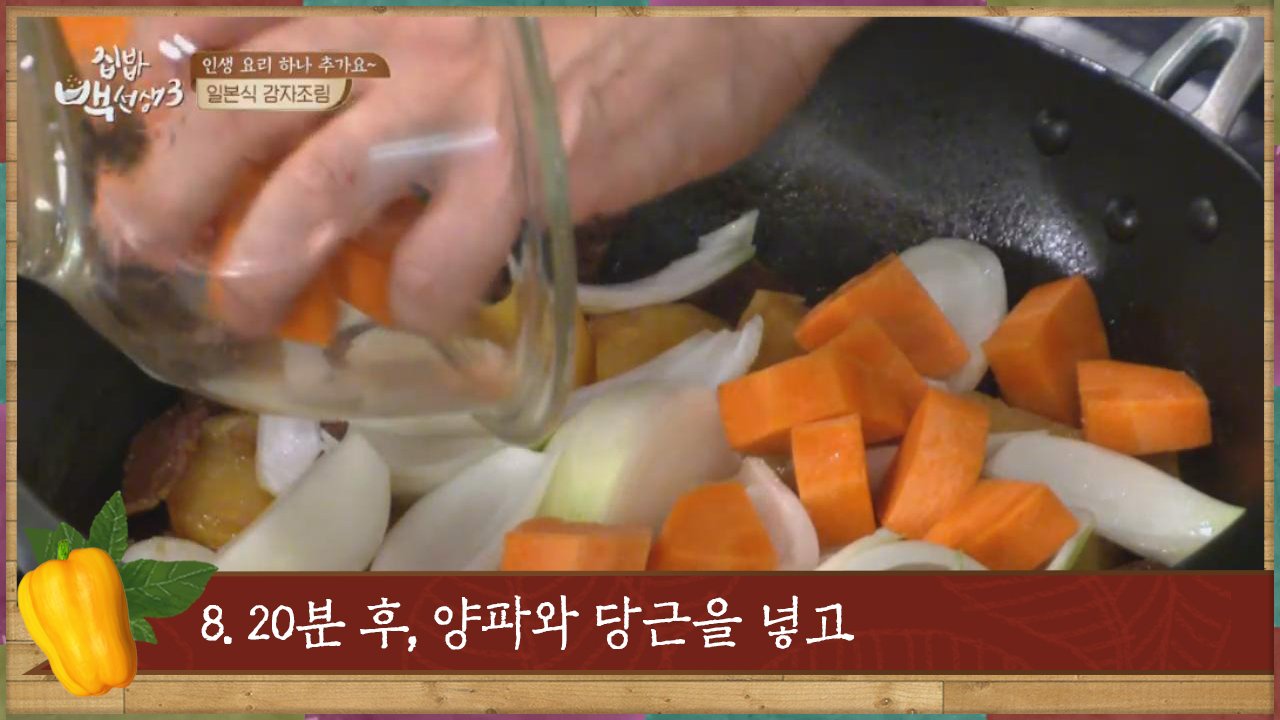 집밥
백선생3
인생 요리 하나 추가요~
일본식 감자조림
8. 20분 후, 양파와 당근을 넣고